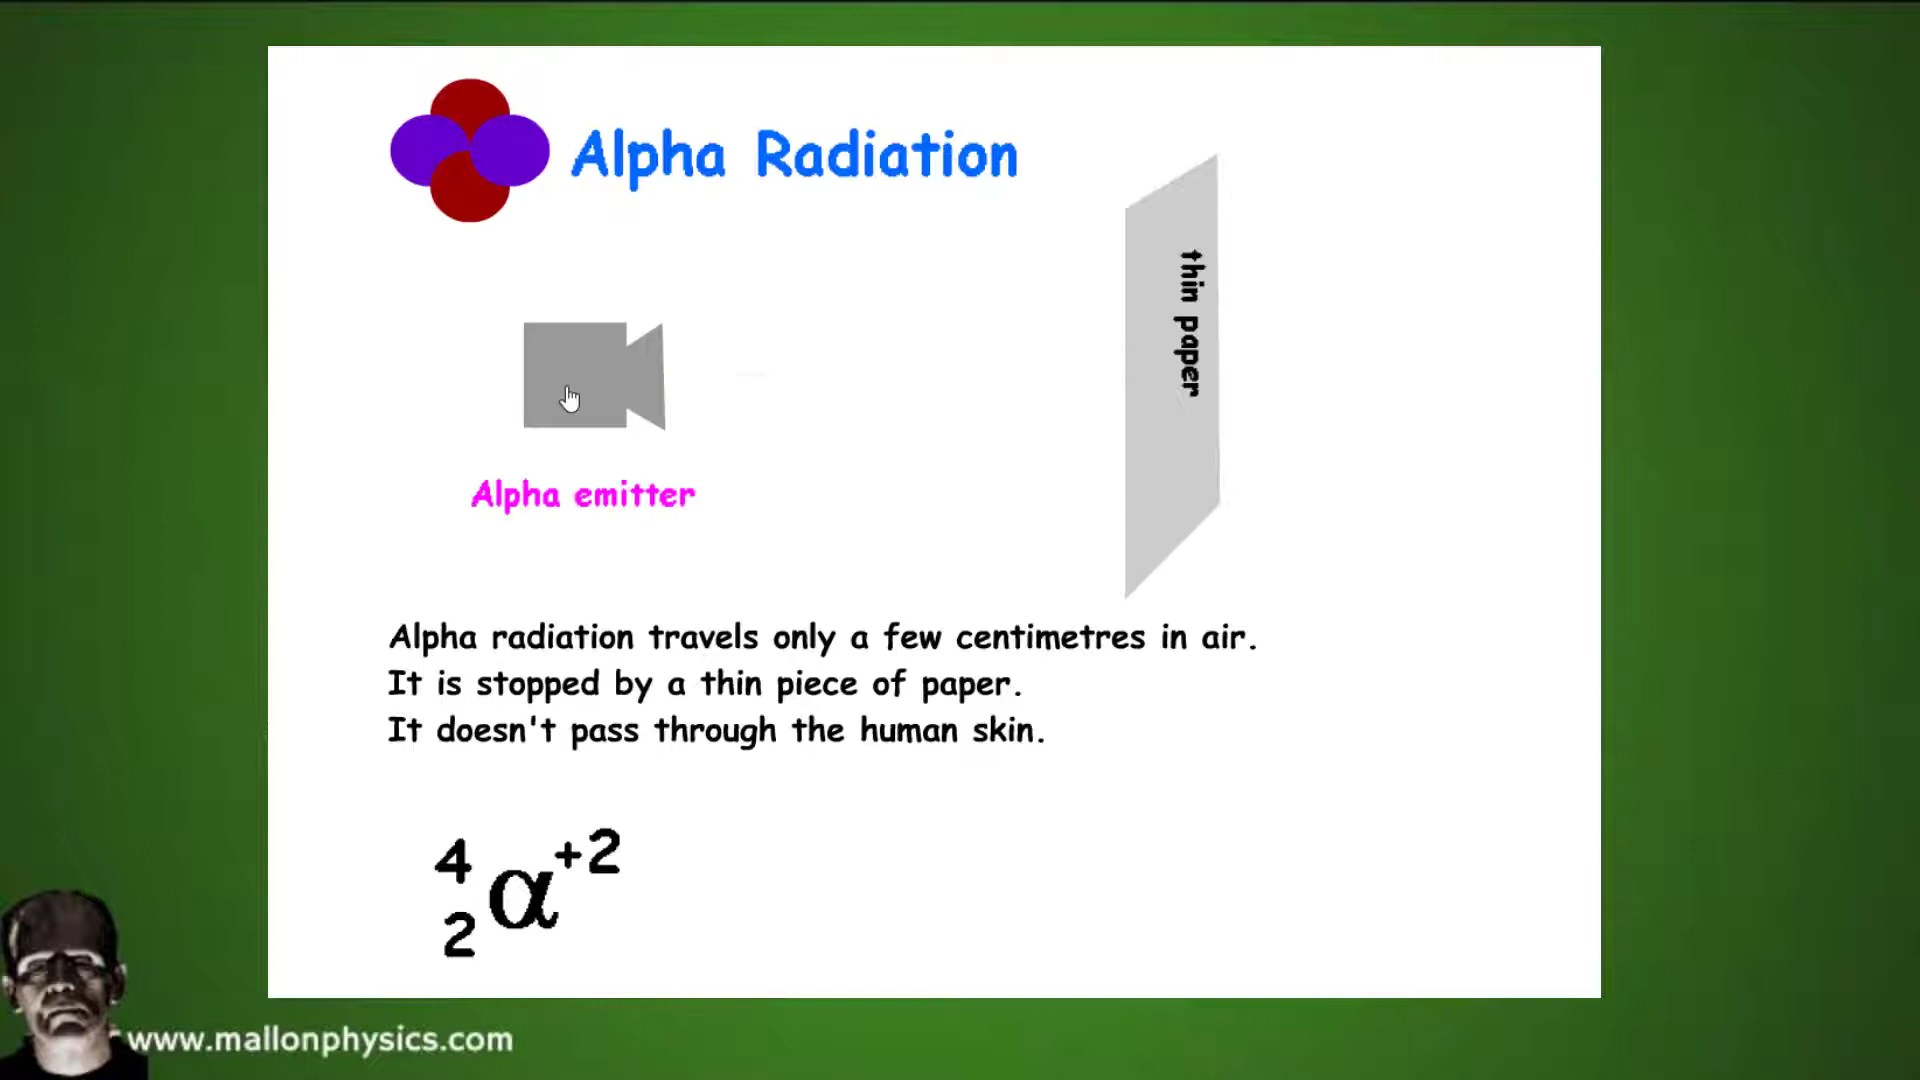 Alpha Radiation
thin paper
Alpha emitter
Alpha radiation travels only a few centimetres in air.
It is stopped by a thin piece of paper.
It doesn't pass through the human skin.
4
2
α+2
www.mallonphysics.com